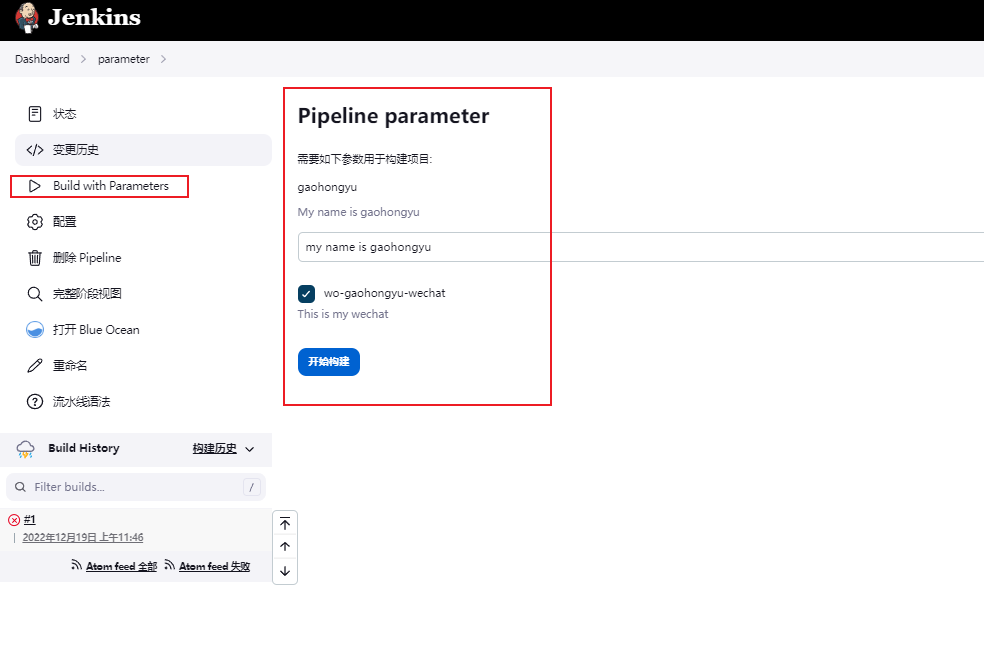 Jenkins
Dashboard
parameter
状态
变更历史
Build with Parameters
配置
删除 Pipeline
完整阶段视图
打开 Blue Ocean
重命名
流水线语法
Build History
构建历史
Filter builds...
/
#1
2022年12月19日 上午11:46
Atom feed 全部
Atom feed 失败
Pipeline parameter
需要如下参数用于构建项目:
gaohongyu
My name is gaohongyu
my name is gaohongyu
wo-gaohongyu-wechat
This is my wechat
开始构建